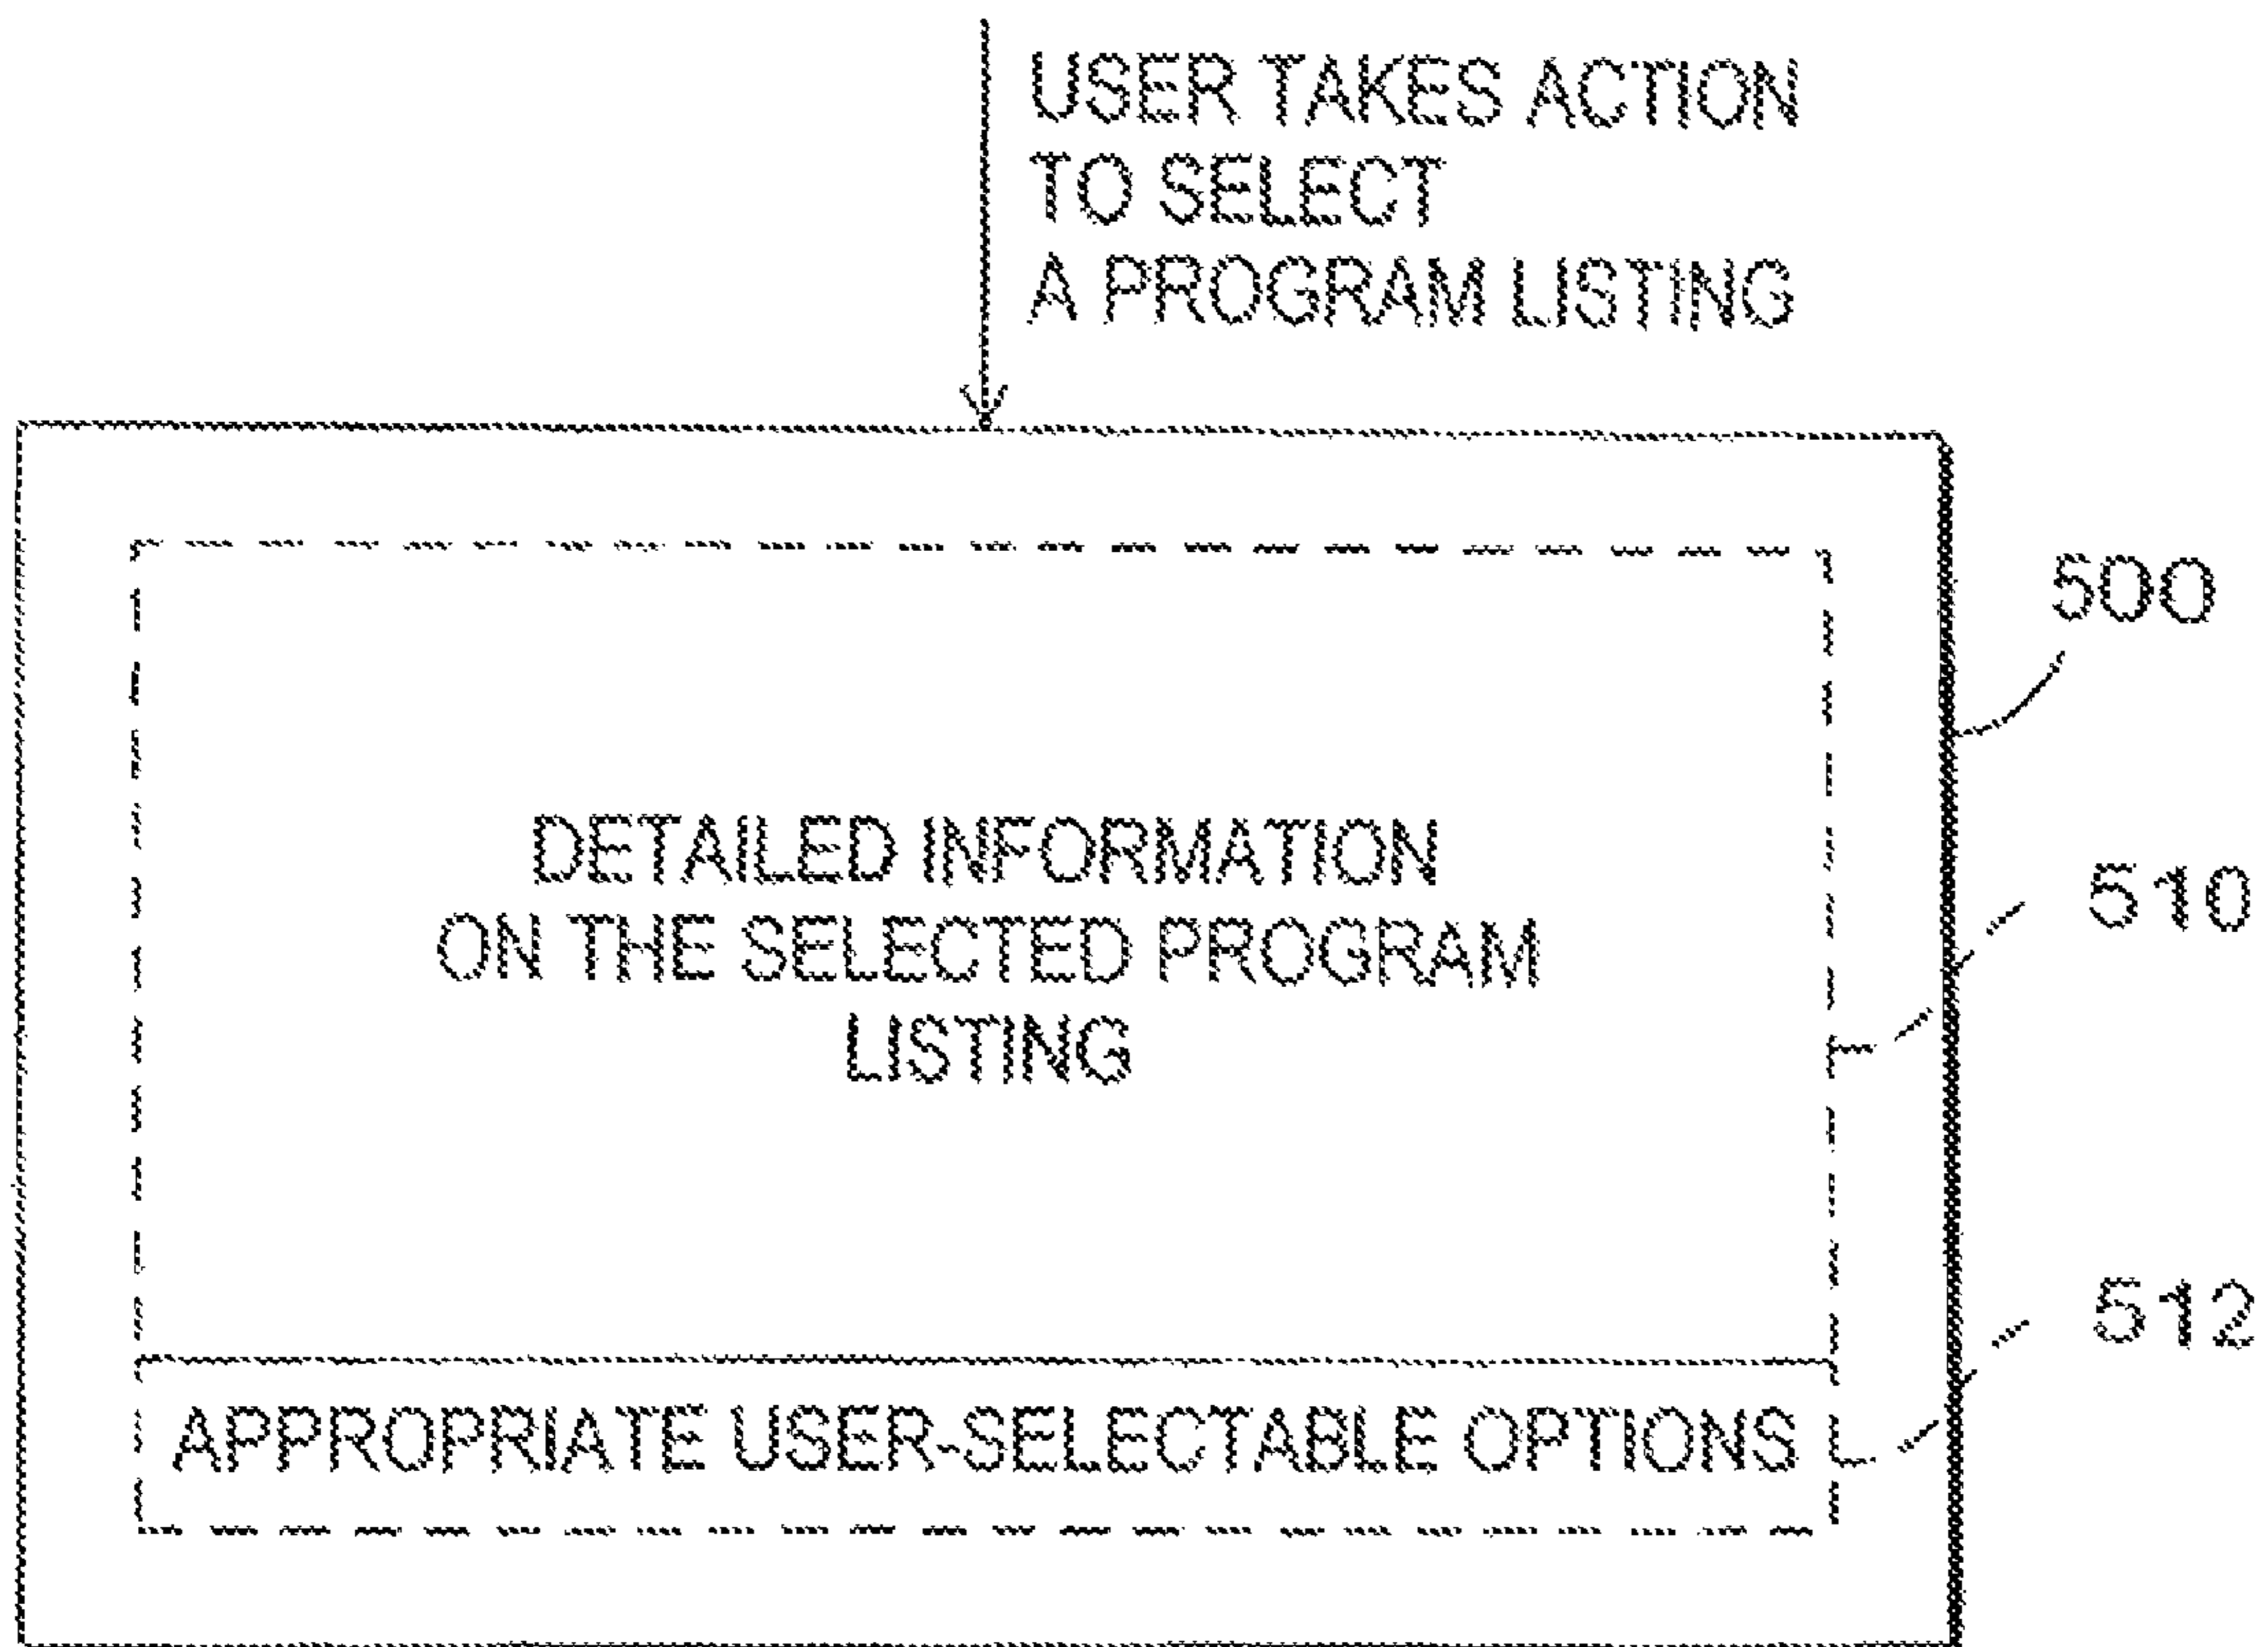 USER TAKES ACTION
TO SELECT
A PROGRAM LISTING
500
DETAILED INFORMATION
ON THE SELECTED PROGRAM
LISTING
510
512
APPROPRIATE USER-SELECTABLE OPTIONS